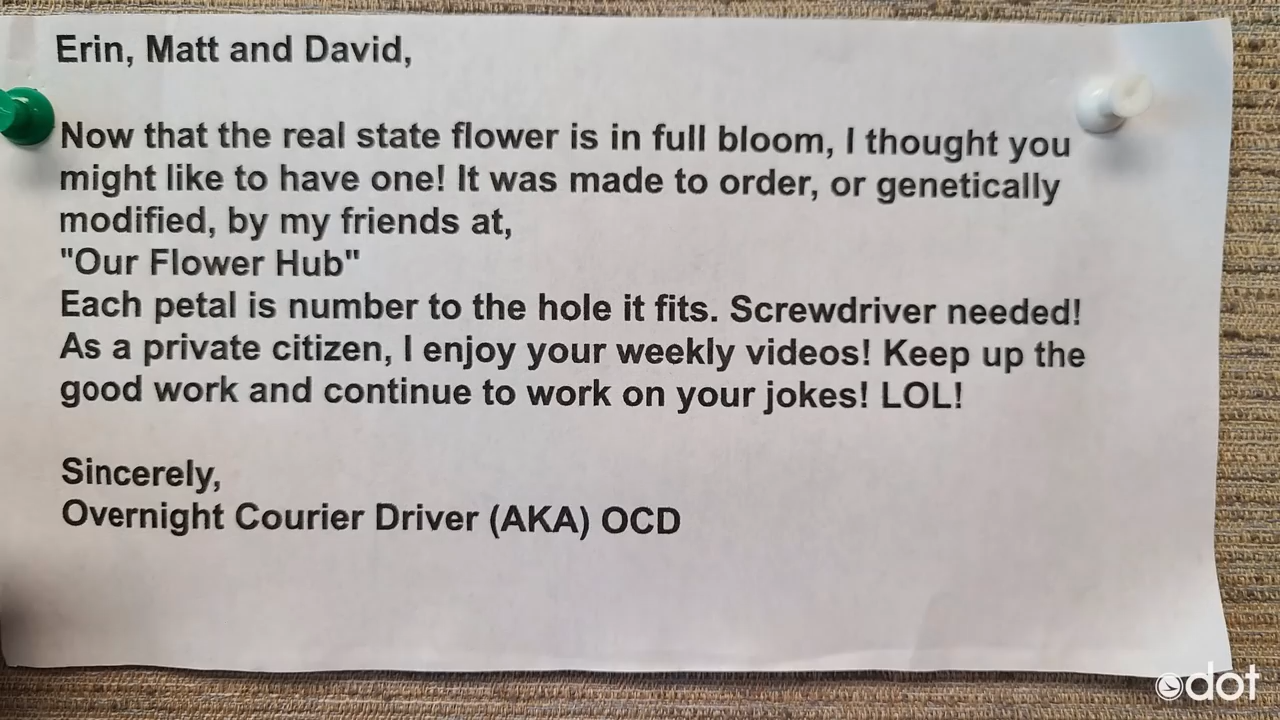 Erin, Matt and David,
Now that the real state flower is in full bloom, I thought you
might like to have one! It was made to order, or genetically
modified, by my friends at,
"Our Flower Hub"
Each petal is number to the hole it fits. Screwdriver needed!
As a private citizen, I enjoy your weekly videos! Keep up the
good work and continue to work on your jokes! LOL!
Sincerely,
Overnight Courier Driver (AKA) OCD
dot